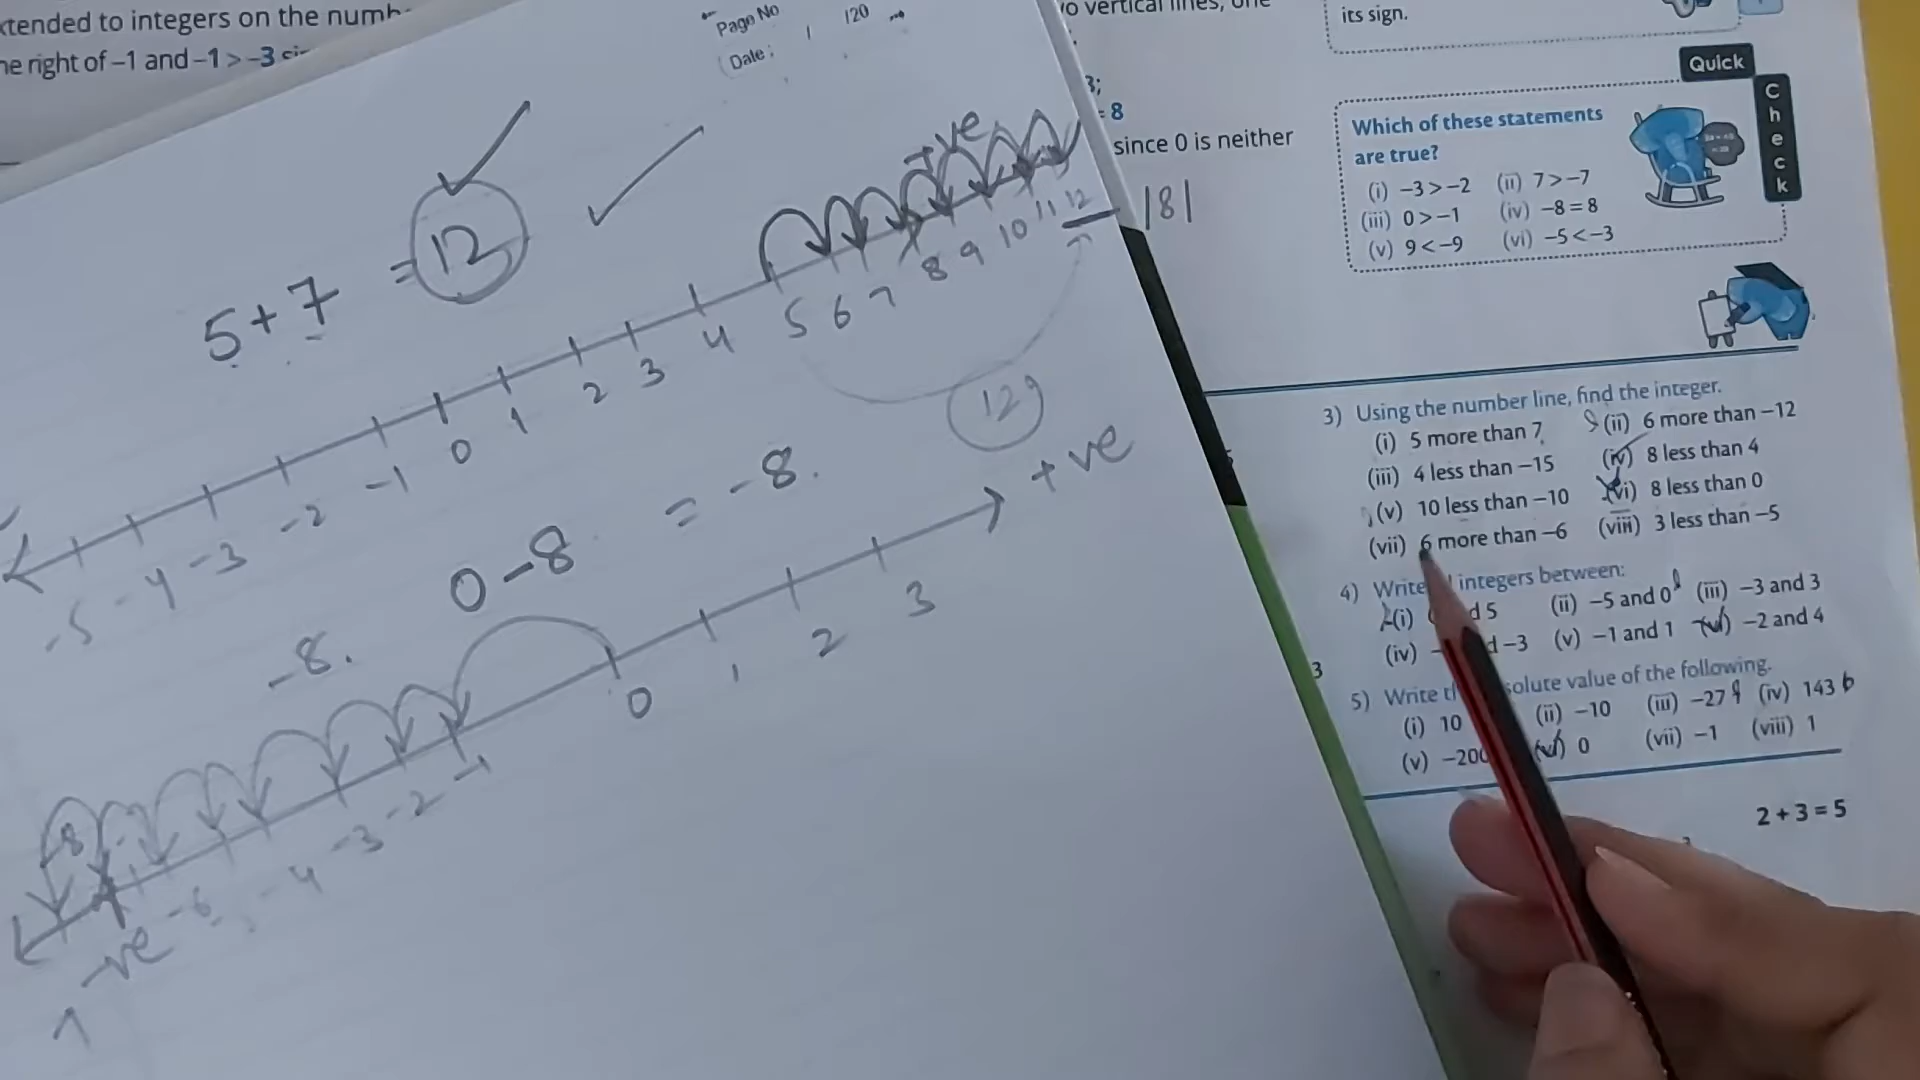 xtended to integers on the numb
he right of –1 and –1 > –3
Page No
Date :
120
5+7 = 12
+ve
-5 -4 -3 -2 -1 0 1 2 3 4 5 6 7 8 9 10 11 12
12
0-8 = -8.
-8.
+ve
8
-6 -4 -3 -2 -1 0 1 2 3
-ve
vertical lines, one
3;
= 8
since 0 is neither
|8|
its sign.
Quick
Check
Which of these statements
are true?
(i) –3 > –2 (ii) 7 > –7
(iii) 0 > –1 (iv) –8 = 8
(v) 9 < –9 (vi) –5 < –3
3) Using the number line, find the integer.
(i) 5 more than 7 (ii) 6 more than –12
(iii) 4 less than –15 (iv) 8 less than 4
(v) 10 less than –10 (vi) 8 less than 0
(vii) 6 more than –6 (viii) 3 less than –5
4) Write integers between:
(i) d 5 (ii) –5 and 0 (iii) –3 and 3
(iv) – d –3 (v) –1 and 1 (vi) –2 and 4
3
5) Write solute value of the following.
(i) 10 (ii) –10 (iii) –27 (iv) 143
(v) –200 (vi) 0 (vii) –1 (viii) 1
2 + 3 = 5